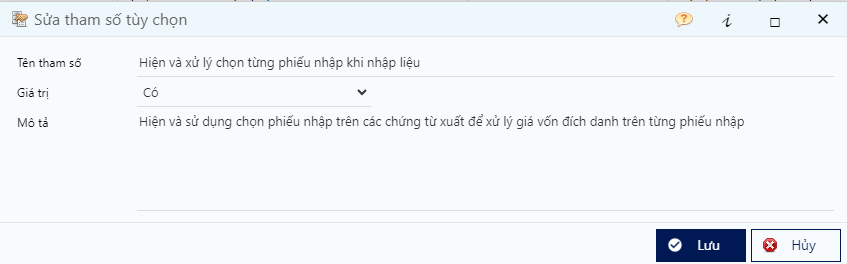 Sửa tham số tùy chọn
Tên tham số
Hiện và xử lý chọn từng phiếu nhập khi nhập liệu
Giá trị
Có
Mô tả
Hiện và sử dụng chọn phiếu nhập trên các chứng từ xuất để xử lý giá vốn đích danh trên từng phiếu nhập
Lưu
Hủy